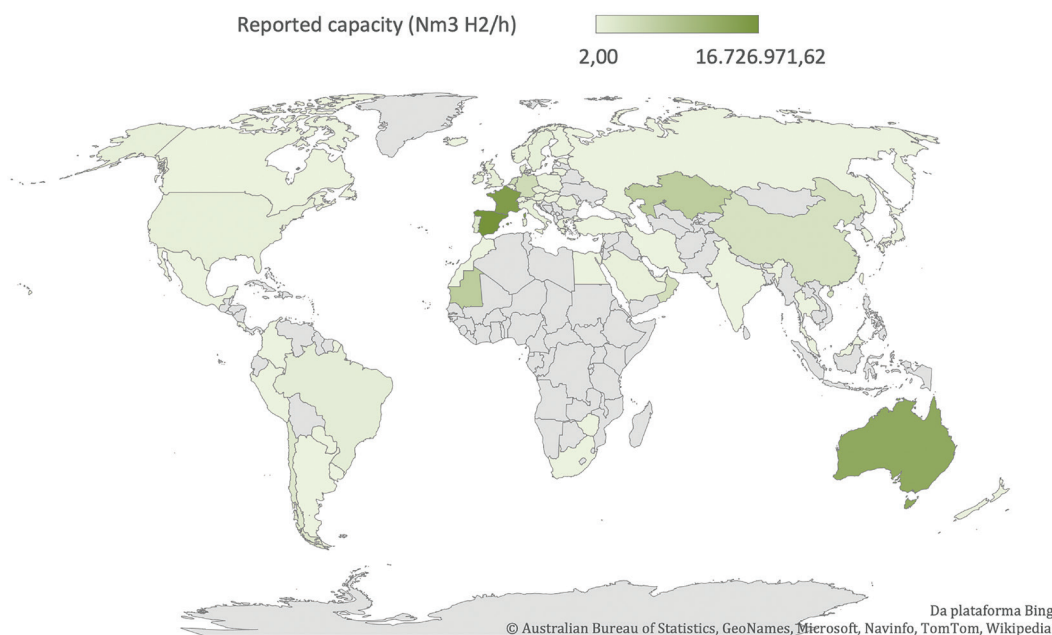 Reported capacity (Nm3 H2/h)
2,00 16.726.971,62
Da plataforma Bing
© Australian Bureau of Statistics, GeoNames, Microsoft, Navinfo, TomTom, Wikipedia